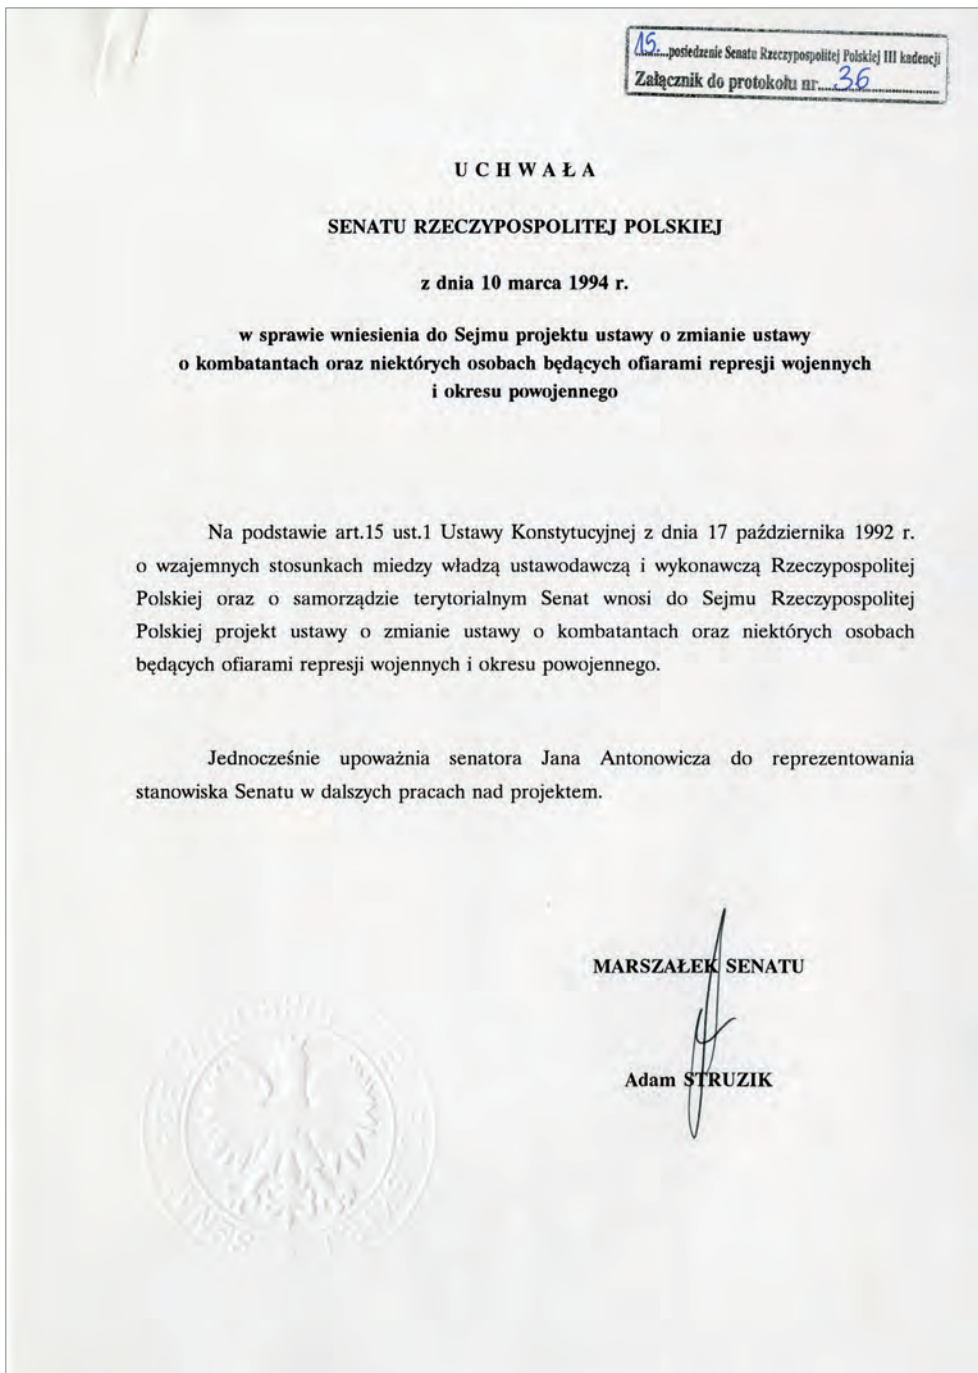 15. posiedzenie Senatu Rzeczypospolitej Polskiej III kadencji
Załącznik do protokołu nr 36
UCHWAŁA
SENATU RZECZYPOSPOLITEJ POLSKIEJ
z dnia 10 marca 1994 r.
w sprawie wniesienia do Sejmu projektu ustawy o zmianie ustawy
o kombatantach oraz niektórych osobach będących ofiarami represji wojennych
i okresu powojennego
Na podstawie art.15 ust.1 Ustawy Konstytucyjnej z dnia 17 października 1992 r.
o wzajemnych stosunkach miedzy władzą ustawodawczą i wykonawczą Rzeczypospolitej
Polskiej oraz o samorządzie terytorialnym Senat wnosi do Sejmu Rzeczypospolitej
Polskiej projekt ustawy o zmianie ustawy o kombatantach oraz niektórych osobach
będących ofiarami represji wojennych i okresu powojennego.
Jednocześnie upoważnia senatora Jana Antonowicza do reprezentowania
stanowiska Senatu w dalszych pracach nad projektem.
MARSZAŁEK SENATU
Adam STRUZIK